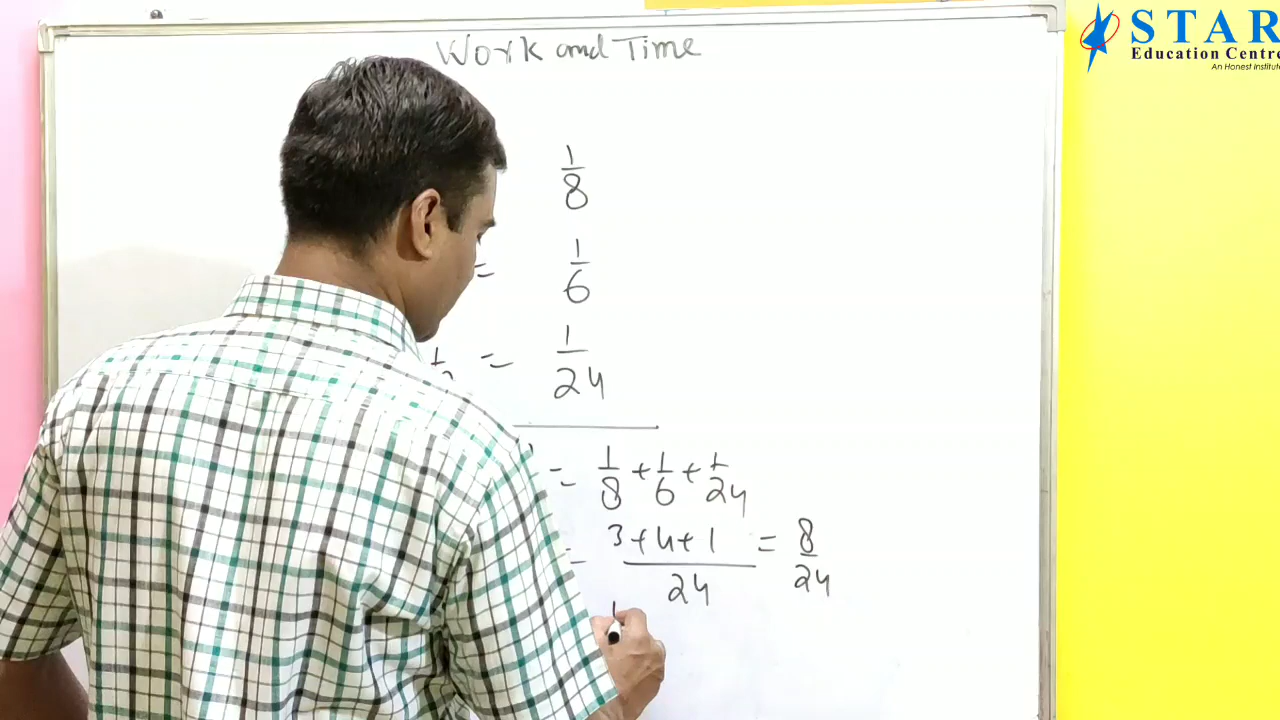 STAR
Education Centre
An Honest Institute
Work and Time
1/8
= 1/6
= 1/24
= 1/8 + 1/6 + 1/24
= 3+4+1/24 = 8/24
1